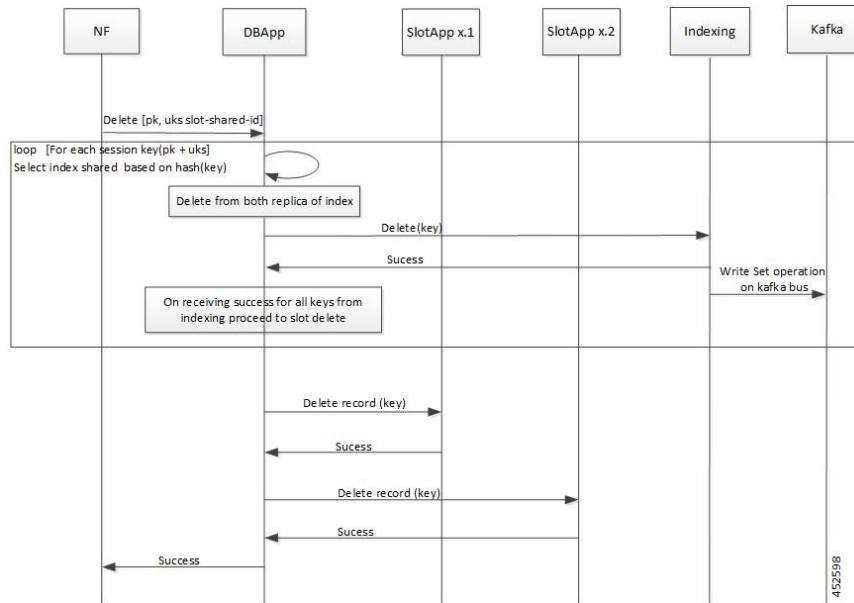 NF
DBApp
SlotApp x.1
SlotApp x.2
Indexing
Kafka
Delete [pk, uks slot-shared-id]
loop [For each session key(pk + uks]
Select index shared based on hash(key)
Delete from both replica of index
Delete(key)
Sucess
Write Set operation
on kafka bus
On receiving success for all keys from
indexing proceed to slot delete
Delete record (key)
Sucess
Delete record (key)
Sucess
Success
452598